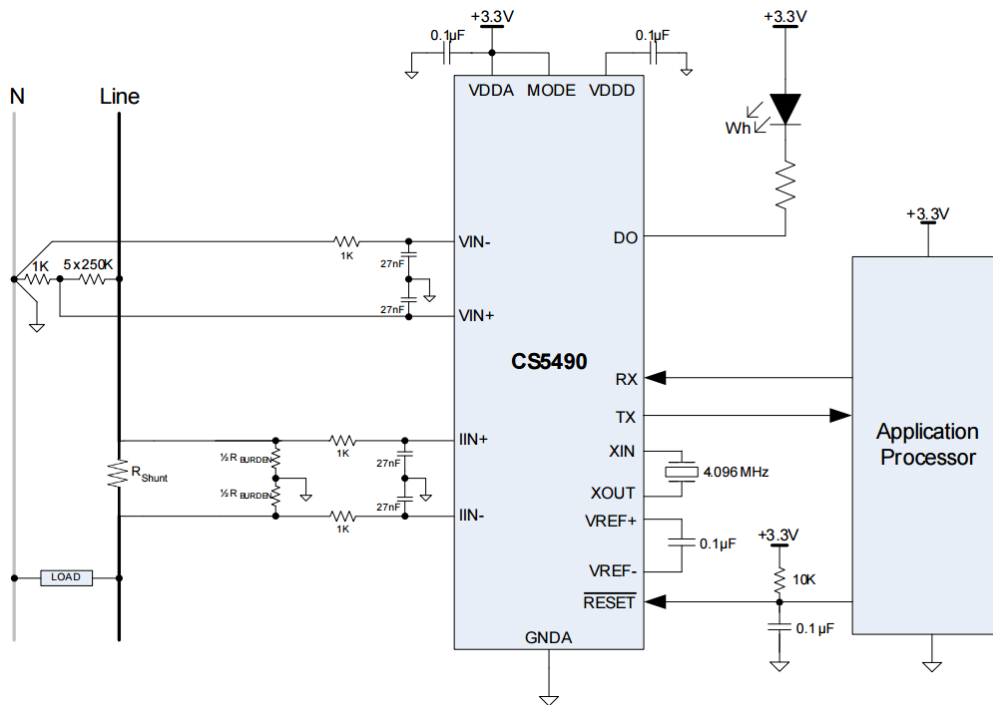 +3.3V
+3.3V
0.1µF
0.1µF
N
Line
VDDA
MODE
VDDD
Wh
+3.3V
VIN-
DO
1K
27nF
1K
5x250K
27nF
VIN+
CS5490
RX
TX
Application
Processor
IIN+
1K
½ R BURDEN
27nF
XIN
4.096 MHz
R Shunt
½ R BURDEN
27nF
XOUT
IIN-
1K
VREF+
+3.3V
0.1µF
VREF-
10K
LOAD
RESET
0.1µF
GNDA